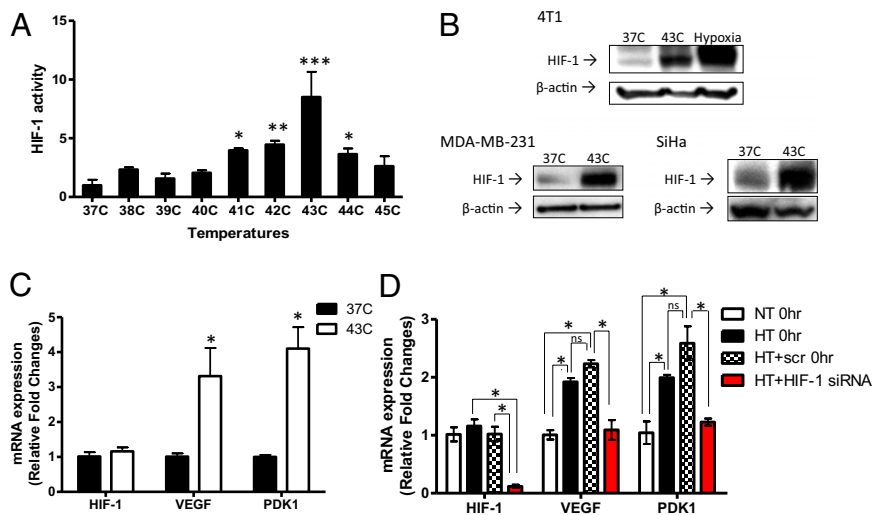 A
HIF-1 activity
15
10
5
0
***
*
**
*
37C 38C 39C 40C 41C 42C 43C 44C 45C
Temperatures
B
4T1
37C 43C Hypoxia
HIF-1 →
β-actin →
MDA-MB-231
37C 43C
HIF-1 →
β-actin →
SiHa
37C 43C
HIF-1 →
β-actin →
C
mRNA expression
(Relative Fold Changes)
5
4
3
2
1
0
*
*
37C
43C
HIF-1 VEGF PDK1
D
mRNA expression
(Relative Fold Changes)
3
2
1
0
*
*
*
ns
*
*
*
ns
*
*
NT 0hr
HT 0hr
HT+scr 0hr
HT+HIF-1 siRNA
HIF-1 VEGF PDK1